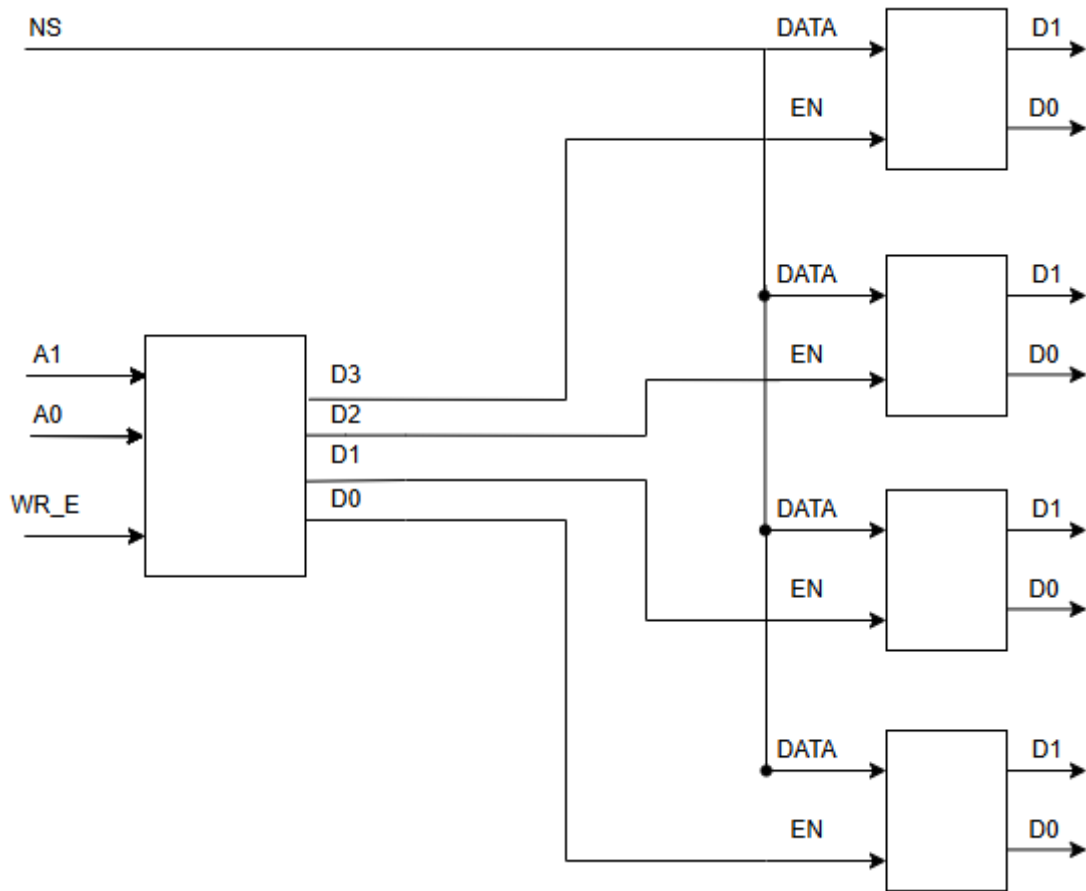 NS
DATA
D1
EN
D0
DATA
D1
EN
D0
A1
D3
A0
D2
D1
WR_E
D0
DATA
D1
EN
D0
DATA
D1
EN
D0